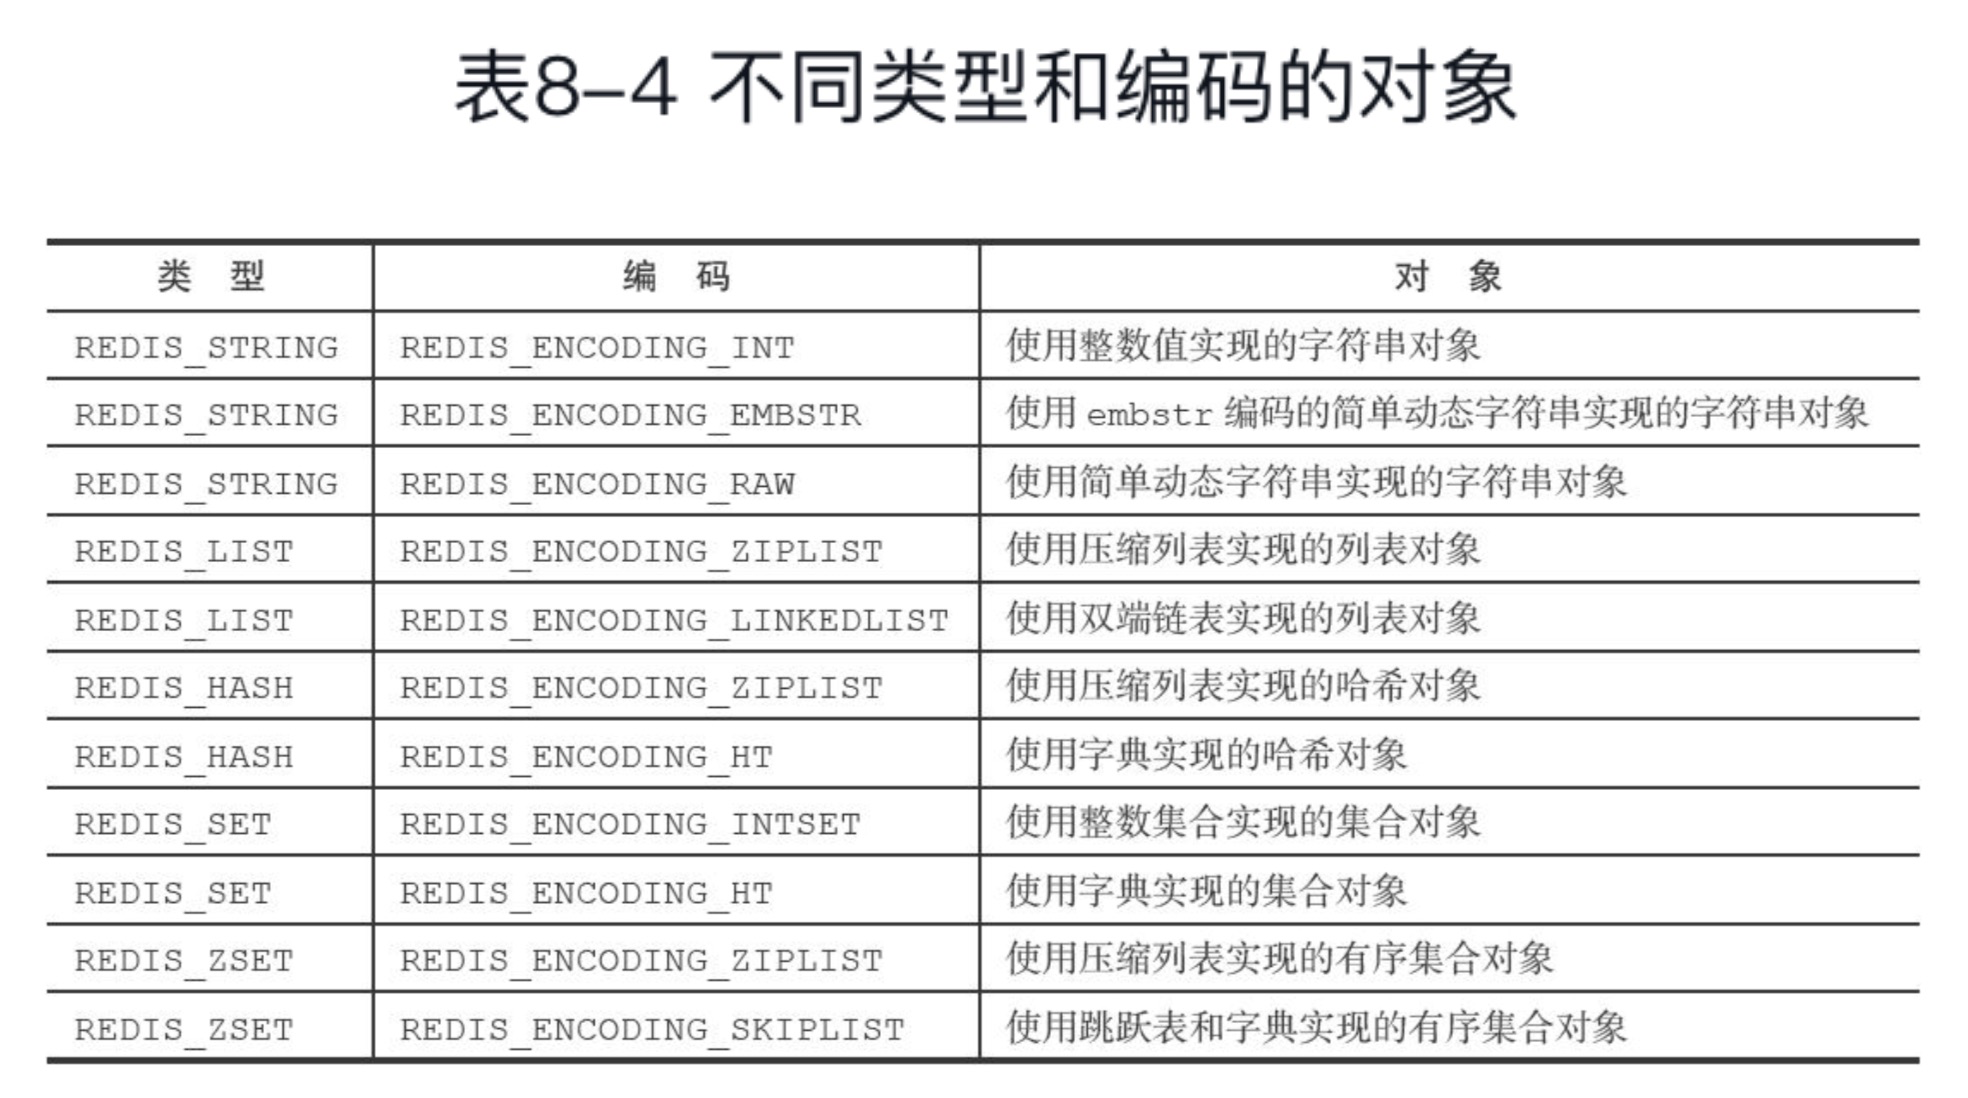 表8-4 不同类型和编码的对象
类 型 编 码 对 象
REDIS_STRING REDIS_ENCODING_INT 使用整数值实现的字符串对象
REDIS_STRING REDIS_ENCODING_EMBSTR 使用 embstr 编码的简单动态字符串实现的字符串对象
REDIS_STRING REDIS_ENCODING_RAW 使用简单动态字符串实现的字符串对象
REDIS_LIST REDIS_ENCODING_ZIPLIST 使用压缩列表实现的列表对象
REDIS_LIST REDIS_ENCODING_LINKEDLIST 使用双端链表实现的列表对象
REDIS_HASH REDIS_ENCODING_ZIPLIST 使用压缩列表实现的哈希对象
REDIS_HASH REDIS_ENCODING_HT 使用字典实现的哈希对象
REDIS_SET REDIS_ENCODING_INTSET 使用整数集合实现的集合对象
REDIS_SET REDIS_ENCODING_HT 使用字典实现的集合对象
REDIS_ZSET REDIS_ENCODING_ZIPLIST 使用压缩列表实现的有序集合对象
REDIS_ZSET REDIS_ENCODING_SKIPLIST 使用跳跃表和字典实现的有序集合对象